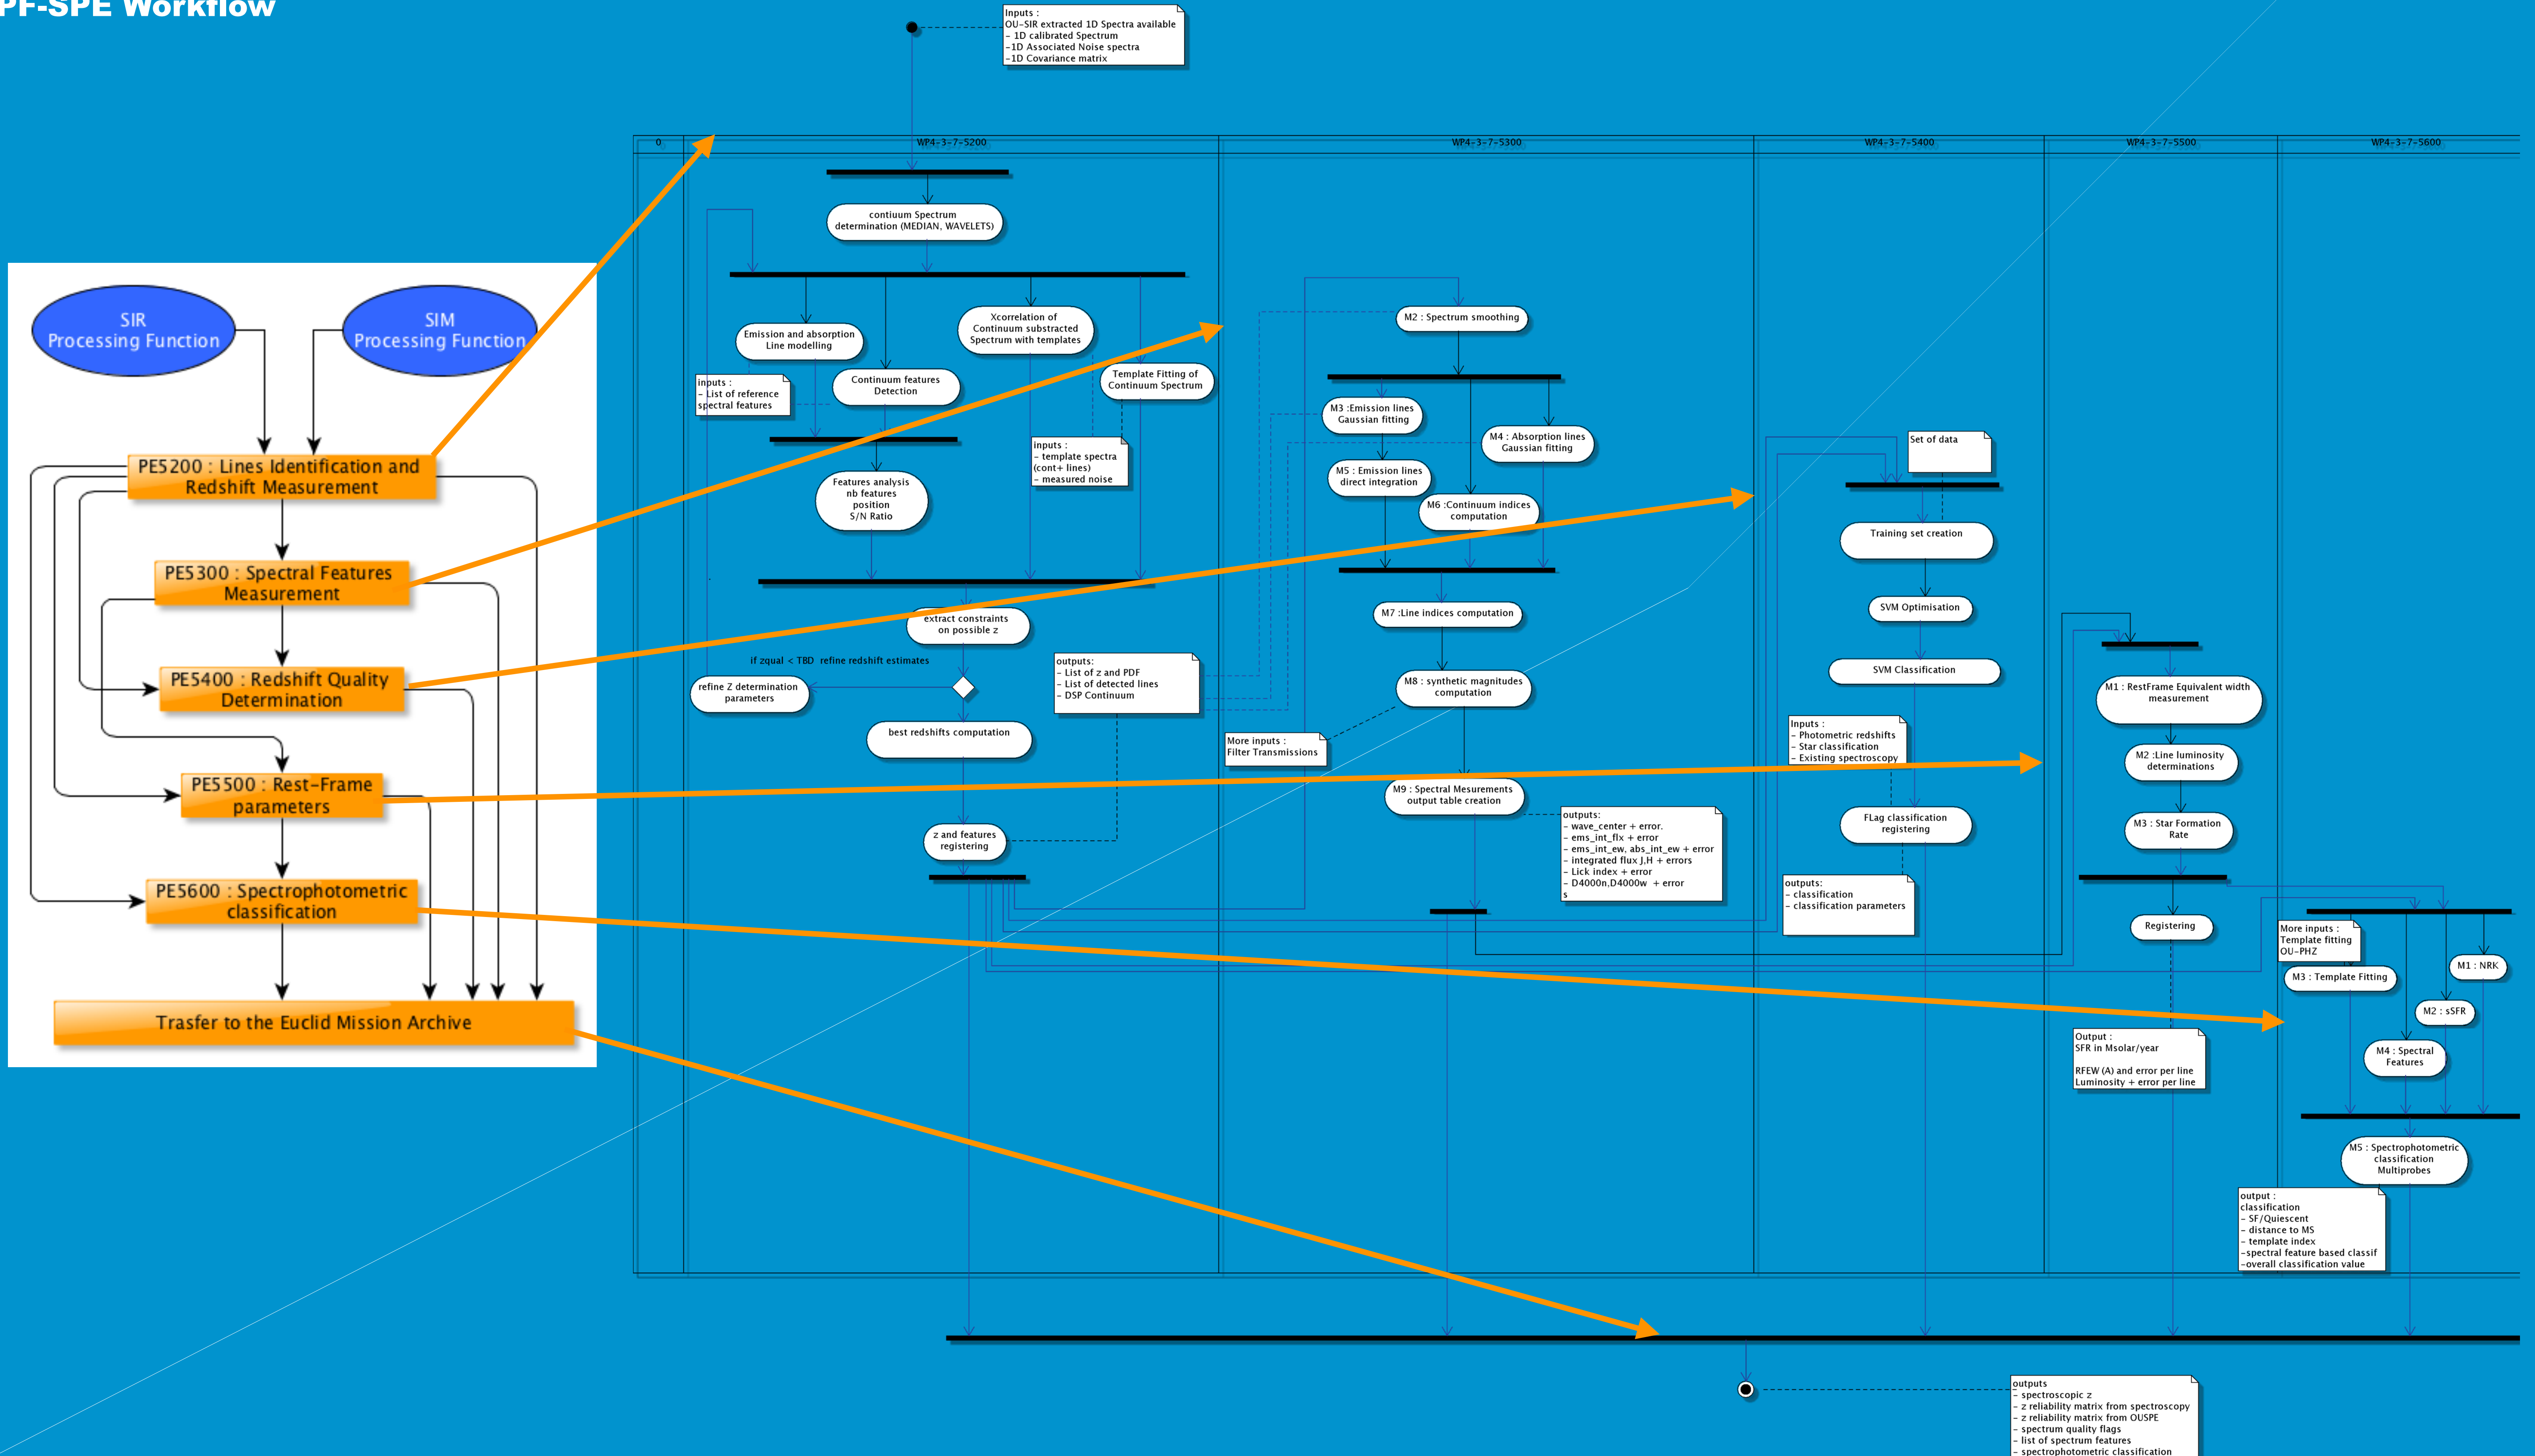 PF-SPE Workflow
Inputs :
OU-SIR extracted 1D Spectra available
- 1D calibrated Spectrum
-1D Associated Noise spectra
-1D Covariance matrix
SIR
Processing Function
SIM
Processing Function
PE5200 : Lines Identification and
Redshift Measurement
PE5300 : Spectral Features
Measurement
PE5400 : Redshift Quality
Determination
PE5500 : Rest-Frame
parameters
PE5600 : Spectrophotometric
classification
Trasfer to the Euclid Mission Archive
0
WP4-3-7-5200
WP4-3-7-5300
WP4-3-7-5400
WP4-3-7-5500
WP4-3-7-5600
contiuum Spectrum
determination (MEDIAN, WAVELETS)
Emission and absorption
Line modelling
Continuum features
Detection
Xcorrelation of
Continuum substracted
Spectrum with templates
Template Fitting of
Continuum Spectrum
inputs :
- List of reference
spectral features
inputs :
- template spectra
(cont+ lines)
- measured noise
Features analysis
nb features
position
S/N Ratio
extract constraints
on possible z
if zqual < TBD refine redshift estimates
refine Z determination
parameters
best redshifts computation
outputs:
- List of z and PDF
- List of detected lines
- DSP Continuum
z and features
registering
M2 : Spectrum smoothing
M3 :Emission lines
Gaussian fitting
M4 : Absorption lines
Gaussian fitting
M5 : Emission lines
direct integration
M6 :Continuum indices
computation
M7 :Line indices computation
M8 : synthetic magnitudes
computation
More inputs :
Filter Transmissions
M9 : Spectral Mesurements
output table creation
outputs:
- wave_center + error.
- ems_int_flx + error
- ems_int_ew, abs_int_ew + error
- integrated flux J,H + errors
- Lick index + error
- D4000n,D4000w + error
s
Set of data
Training set creation
SVM Optimisation
SVM Classification
Inputs :
- Photometric redshifts
- Star classification
- Existing spectroscopy
FLag classification
registering
outputs:
- classification
- classification parameters
M1 : RestFrame Equivalent width
measurement
M2 :Line luminosity
determinations
M3 : Star Formation
Rate
Registering
Output :
SFR in Msolar/year
RFEW (A) and error per line
Luminosity + error per line
More inputs :
Template fitting
OU-PHZ
M3 : Template Fitting
M1 : NRK
M2 : sSFR
M4 : Spectral
Features
M5 : Spectrophotometric
classification
Multiprobes
output :
classification
- SF/Quiescent
- distance to MS
- template index
-spectral feature based classif
-overall classification value
outputs
- spectroscopic z
- z reliability matrix from spectroscopy
- z reliability matrix from OUSPE
- spectrum quality flags
- list of spectrum features
- spectrophotometric classification